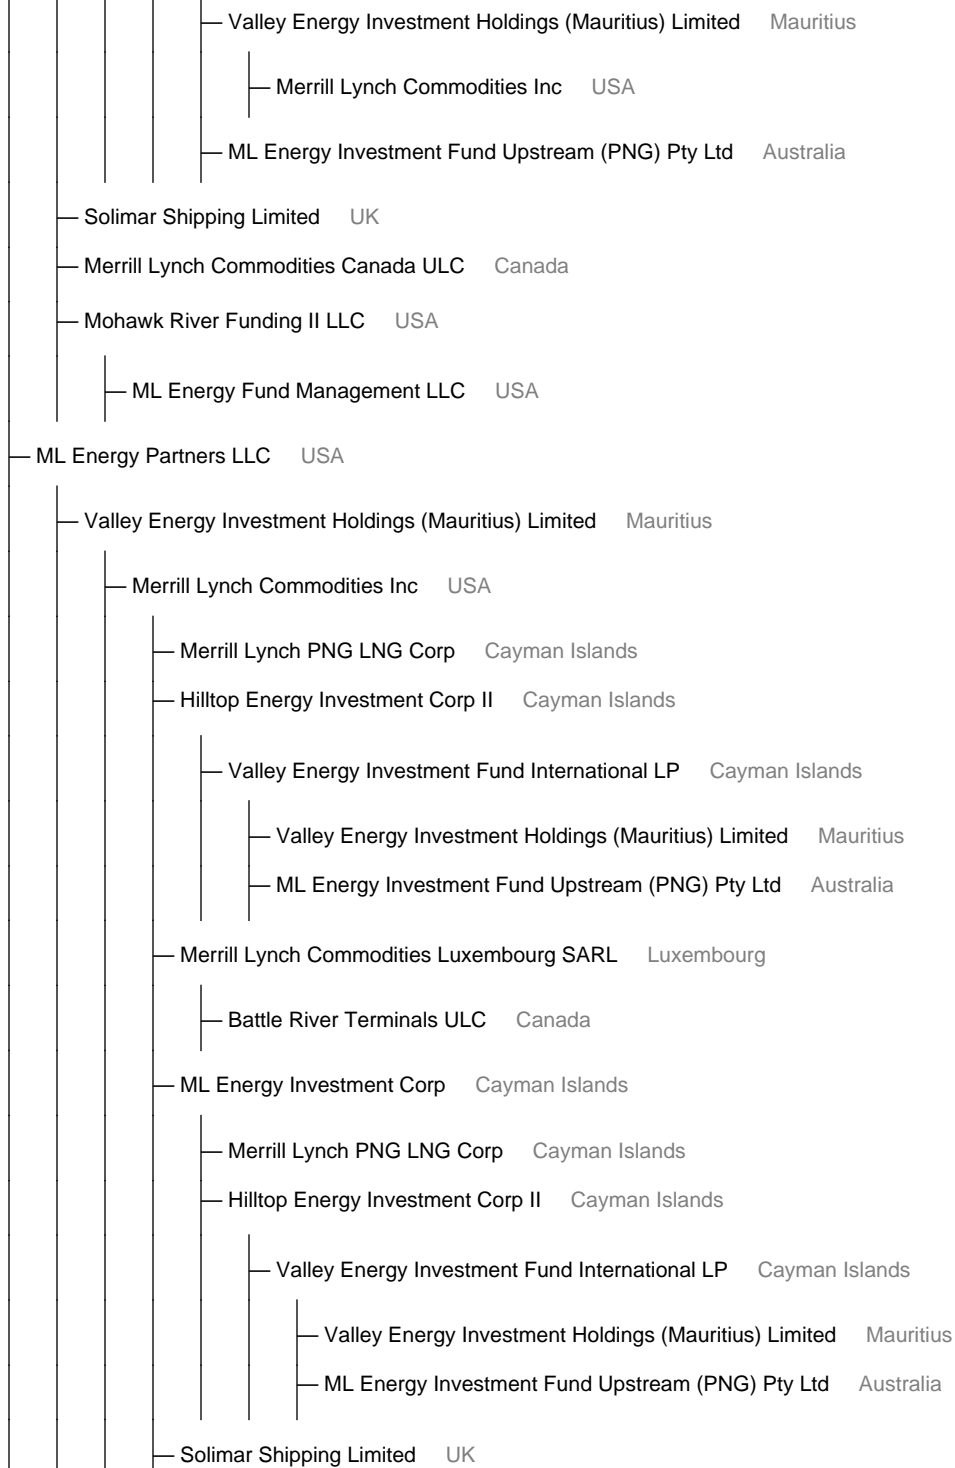 Valley Energy Investment Holdings (Mauritius) Limited Mauritius
Merrill Lynch Commodities Inc USA
ML Energy Investment Fund Upstream (PNG) Pty Ltd Australia
Solimar Shipping Limited UK
Merrill Lynch Commodities Canada ULC Canada
Mohawk River Funding II LLC USA
ML Energy Fund Management LLC USA
ML Energy Partners LLC USA
Valley Energy Investment Holdings (Mauritius) Limited Mauritius
Merrill Lynch Commodities Inc USA
Merrill Lynch PNG LNG Corp Cayman Islands
Hilltop Energy Investment Corp II Cayman Islands
Valley Energy Investment Fund International LP Cayman Islands
Valley Energy Investment Holdings (Mauritius) Limited Mauritius
ML Energy Investment Fund Upstream (PNG) Pty Ltd Australia
Merrill Lynch Commodities Luxembourg SARL Luxembourg
Battle River Terminals ULC Canada
ML Energy Investment Corp Cayman Islands
Merrill Lynch PNG LNG Corp Cayman Islands
Hilltop Energy Investment Corp II Cayman Islands
Valley Energy Investment Fund International LP Cayman Islands
Valley Energy Investment Holdings (Mauritius) Limited Mauritius
ML Energy Investment Fund Upstream (PNG) Pty Ltd Australia
Solimar Shipping Limited UK